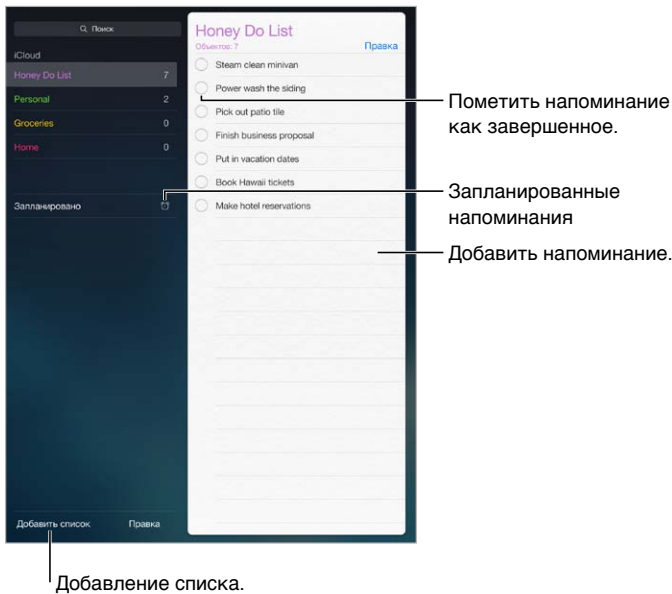 Поиск
iCloud
Honey Do List 7
Personal 2
Groceries 0
Home 0
Запланировано
Добавить список Правка
Honey Do List
Объектов: 7 Правка
Steam clean minivan
Power wash the siding
Pick out patio tile
Finish business proposal
Put in vacation dates
Book Hawaii tickets
Make hotel reservations
Пометить напоминание
как завершенное.
Запланированные
напоминания
Добавить напоминание.
Добавление списка.